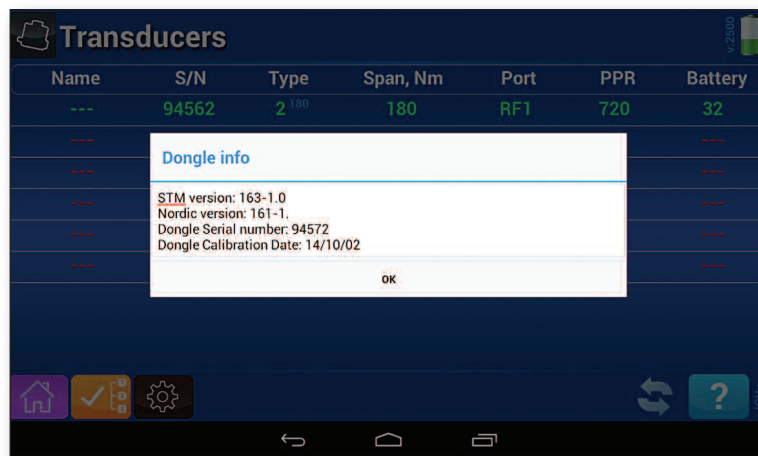 Transducers
v.2500
Name S/N Type Span, Nm Port PPR Battery
--- 94562 2 180 180 RF1 720 32
--- ---
--- ---
--- ---
--- ---
--- ---
Dongle info
STM version: 163-1.0
Nordic version: 161-1.
Dongle Serial number: 94572
Dongle Calibration Date: 14/10/02
OK
?